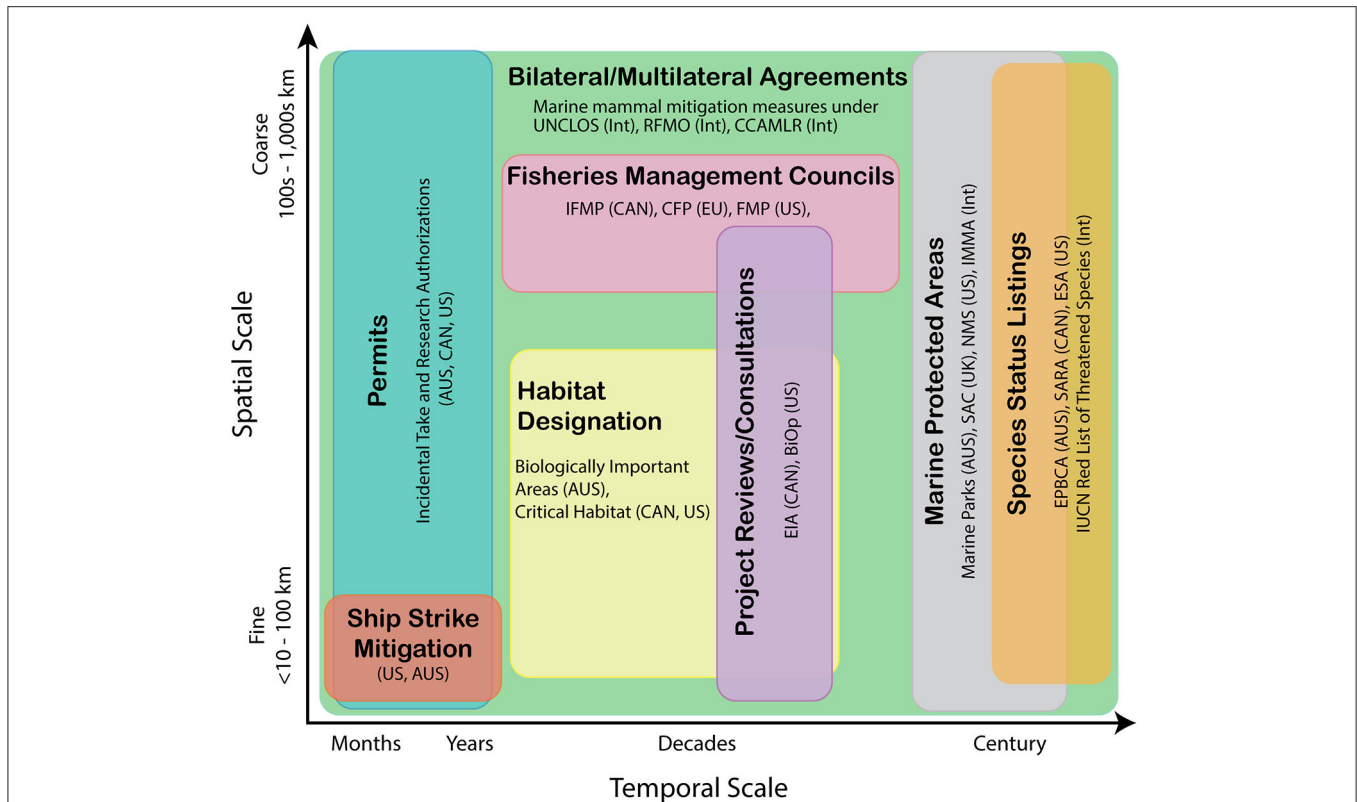 Bilateral/Multilateral Agreements
Marine mammal mitigation measures under
UNCLOS (Int), RFMO (Int), CCAMLR (Int)
Fisheries Management Councils
IFMP (CAN), CFP (EU), FMP (US),
Permits
Incidental Take and Research Authorizations
(AUS, CAN, US)
Ship Strike
Mitigation
(US, AUS)
Habitat
Designation
Biologically Important
Areas (AUS),
Critical Habitat (CAN, US)
Project Reviews/Consultations
EIA (CAN), BiOp (US)
Marine Protected Areas
Marine Parks (AUS), SAC (UK), NMS (US), IMMA (Int)
Species Status Listings
EPBCA (AUS), SARA (CAN), ESA (US)
IUCN Red List of Threatened Species (Int)
Spatial Scale
Coarse
100s - 1,000s km
Fine
<10 - 100 km
Months
Years
Decades
Century
Temporal Scale